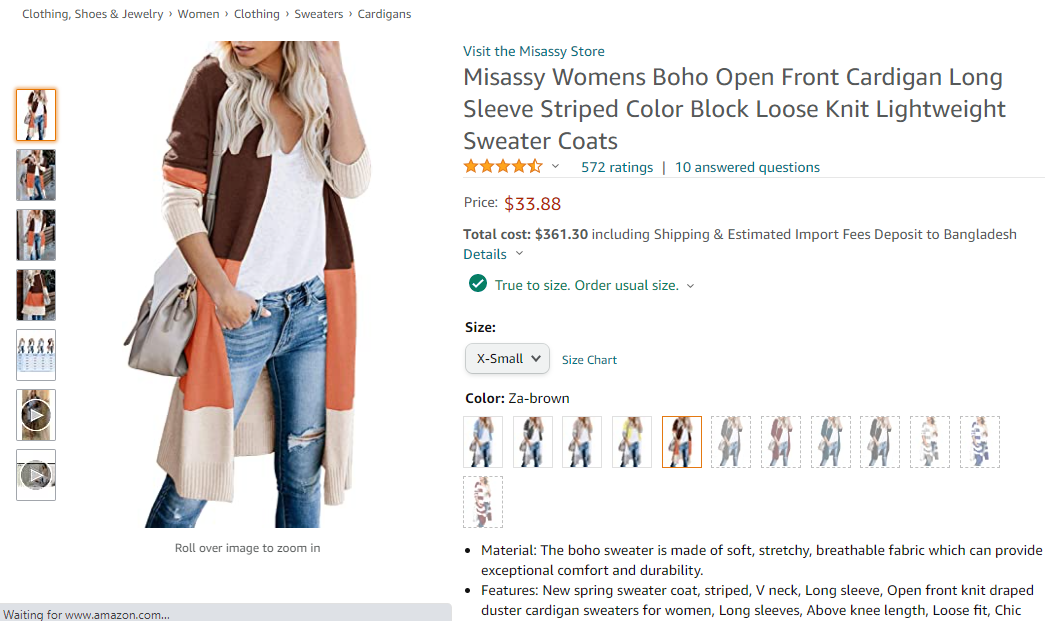 Clothing, Shoes & Jewelry › Women › Clothing › Sweaters › Cardigans
Visit the Misassy Store
Misassy Womens Boho Open Front Cardigan Long
Sleeve Striped Color Block Loose Knit Lightweight
Sweater Coats
572 ratings | 10 answered questions
Price: $33.88
Total cost: $361.30 including Shipping & Estimated Import Fees Deposit to Bangladesh
Details
True to size. Order usual size.
Size:
X-Small
Size Chart
Color: Za-brown
• Material: The boho sweater is made of soft, stretchy, breathable fabric which can provide
exceptional comfort and durability.
• Features: New spring sweater coat, striped, V neck, Long sleeve, Open front knit draped
duster cardigan sweaters for women, Long sleeves, Above knee length, Loose fit, Chic
Roll over image to zoom in
Waiting for www.amazon.com...